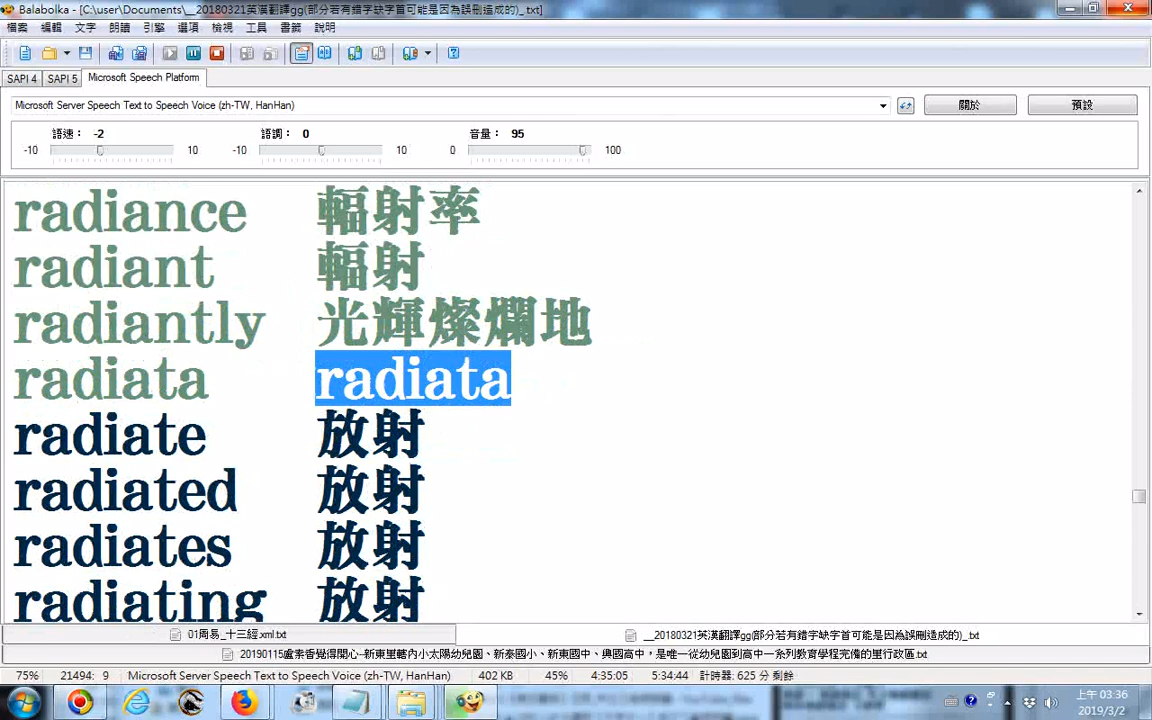 Balabolka - [C:\user\Documents\__20180321英漢翻譯gg(部分若有錯字缺字首可能是因為誤刪造成的)_.txt]
檔案 編輯 文字 朗讀 引擎 選項 檢視 工具 書籤 說明
SAPI 4 SAPI 5 Microsoft Speech Platform
Microsoft Server Speech Text to Speech Voice (zh-TW, HanHan) 關於 預設
語速： -2 語調： 0 音量： 95
-10 10 -10 10 0 100
radiance 輻射率
radiant 輻射
radiantly 光輝燦爛地
radiata radiata
radiate 放射
radiated 放射
radiates 放射
radiating 放射
01周易_十三經.xml.txt __20180321英漢翻譯gg(部分若有錯字缺字首可能是因為誤刪造成的)_.txt
20190115盧素香覺得開心~新東里轄內小太陽幼兒園、新泰國小、新東國中、興國高中，是唯一從幼兒園到高中一系列教育學程完備的里行政區.txt
75% 21494: 9 Microsoft Server Speech Text to Speech Voice (zh-TW, HanHan) 402 KB 45% 4:35:05 5:34:44 計時器: 625 分 剩餘
上午 03:36
2019/3/2